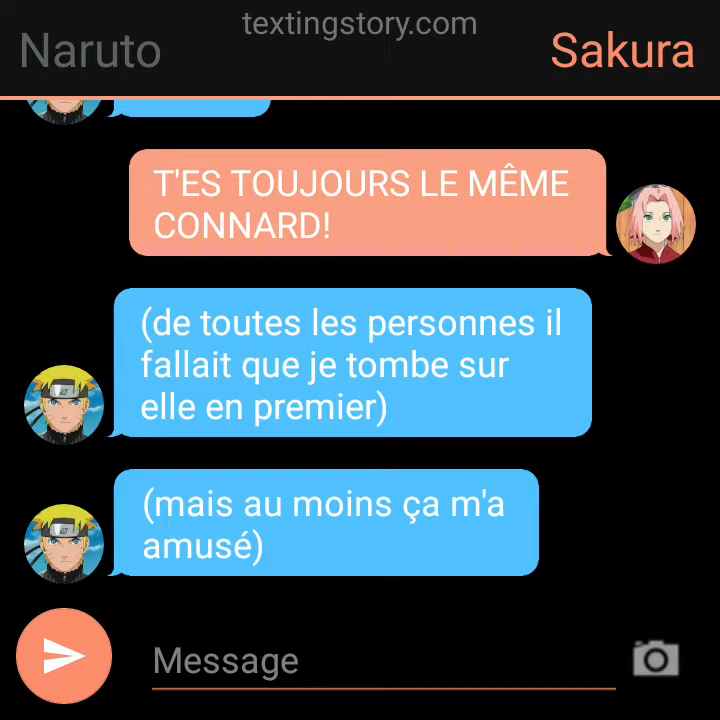 textingstory.com
Naruto
Sakura
T'ES TOUJOURS LE MÊME
CONNARD!
(de toutes les personnes il
fallait que je tombe sur
elle en premier)
(mais au moins ça m'a
amusé)
Message